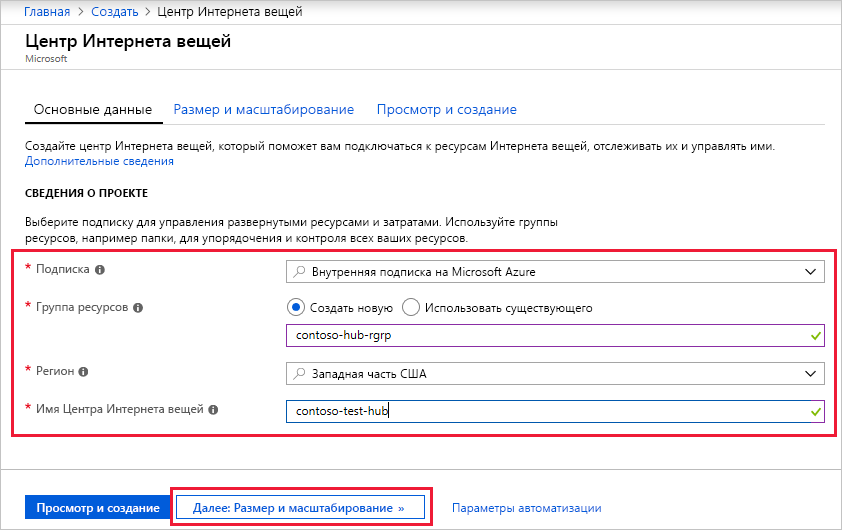 Главная > Создать > Центр Интернета вещей
Центр Интернета вещей
Microsoft
Основные данные Размер и масштабирование Просмотр и создание
Создайте центр Интернета вещей, который поможет вам подключаться к ресурсам Интернета вещей, отслеживать их и управлять ими.
Дополнительные сведения
СВЕДЕНИЯ О ПРОЕКТЕ
Выберите подписку для управления развернутыми ресурсами и затратами. Используйте группы
ресурсов, например папки, для упорядочения и контроля всех ваших ресурсов.
* Подписка Внутренняя подписка на Microsoft Azure
* Группа ресурсов Создать новую Использовать существующего
contoso-hub-rgrp
* Регион Западная часть США
* Имя Центра Интернета вещей contoso-test-hub
Просмотр и создание Далее: Размер и масштабирование » Параметры автоматизации